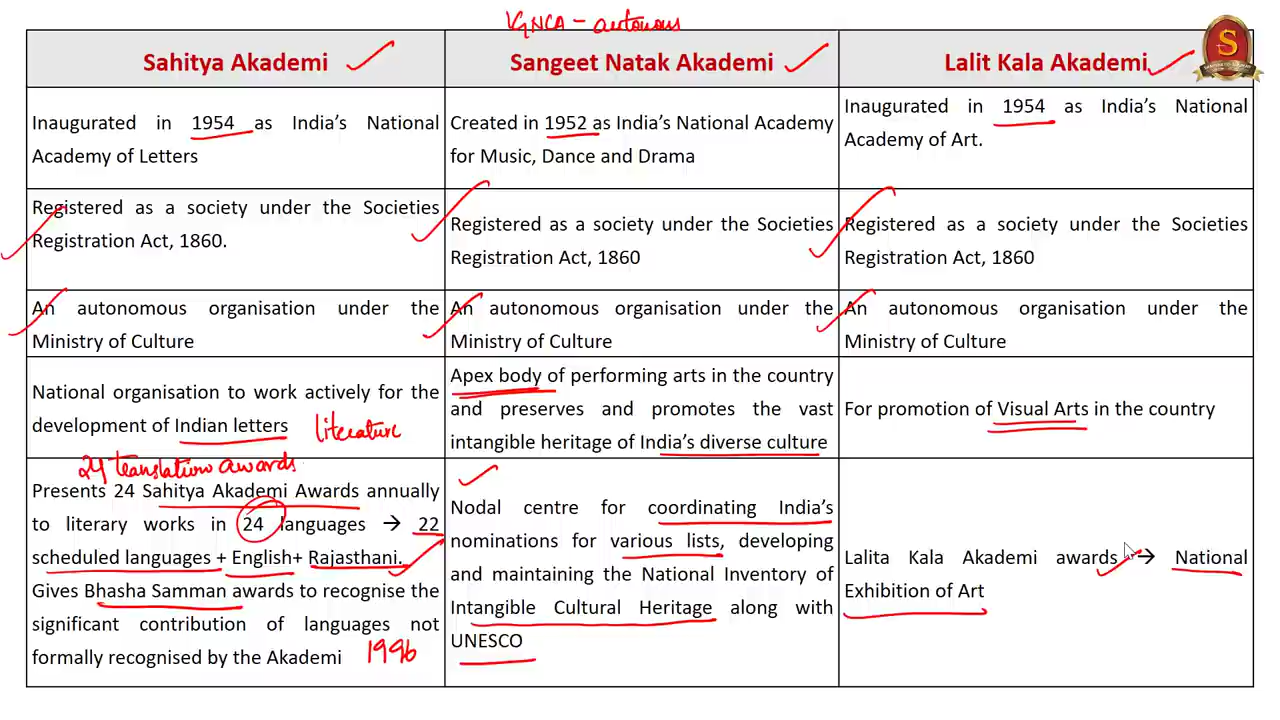 IGNCA - autonomous
Sahitya Akademi
Sangeet Natak Akademi
Lalit Kala Akademi
Inaugurated in 1954 as India's National
Academy of Letters
Created in 1952 as India's National Academy
for Music, Dance and Drama
Inaugurated in 1954 as India's National
Academy of Art.
Registered as a society under the Societies
Registration Act, 1860.
Registered as a society under the Societies
Registration Act, 1860
Registered as a society under the Societies
Registration Act, 1860
An autonomous organisation under the
Ministry of Culture
An autonomous organisation under the
Ministry of Culture
An autonomous organisation under the
Ministry of Culture
National organisation to work actively for the
development of Indian letters literature
Apex body of performing arts in the country
and preserves and promotes the vast
intangible heritage of India's diverse culture
For promotion of Visual Arts in the country
24 translation awards
Presents 24 Sahitya Akademi Awards annually
to literary works in 24 languages → 22
scheduled languages + English+ Rajasthani.
Gives Bhasha Samman awards to recognise the
significant contribution of languages not
formally recognised by the Akademi 1996
Nodal centre for coordinating India's
nominations for various lists, developing
and maintaining the National Inventory of
Intangible Cultural Heritage along with
UNESCO
Lalita Kala Akademi awards → National
Exhibition of Art
S